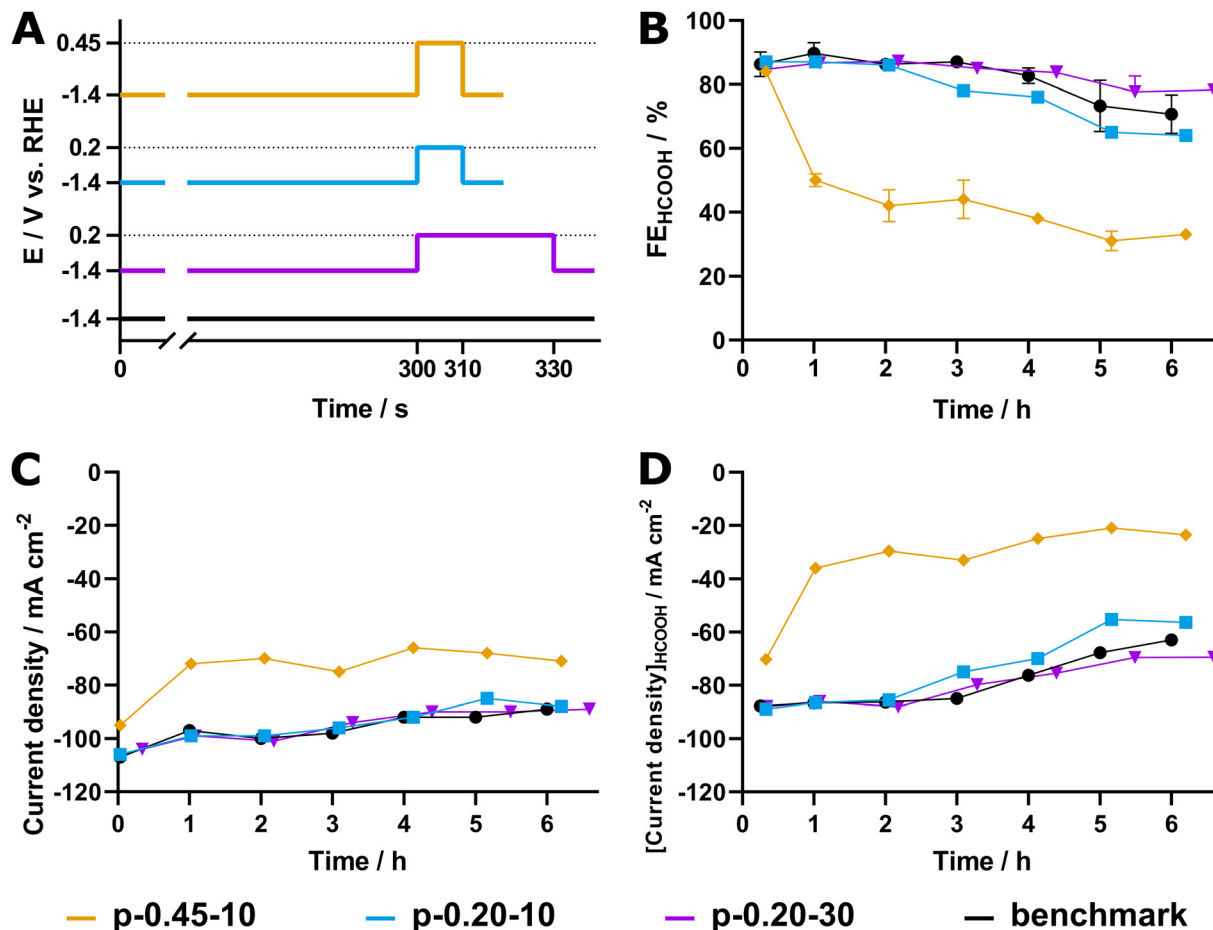 A
E / V vs. RHE
0.45
-1.4
0.2
-1.4
0.2
-1.4
-1.4
0 300 310 330
Time / s
B
FE_HCOOH / %
100
80
60
40
20
0
0 1 2 3 4 5 6
Time / h
C
Current density / mA cm⁻²
0
-20
-40
-60
-80
-100
-120
0 1 2 3 4 5 6
Time / h
D
[Current density]_HCOOH / mA cm⁻²
0
-20
-40
-60
-80
-100
-120
0 1 2 3 4 5 6
Time / h
p-0.45-10 p-0.20-10 p-0.20-30 benchmark